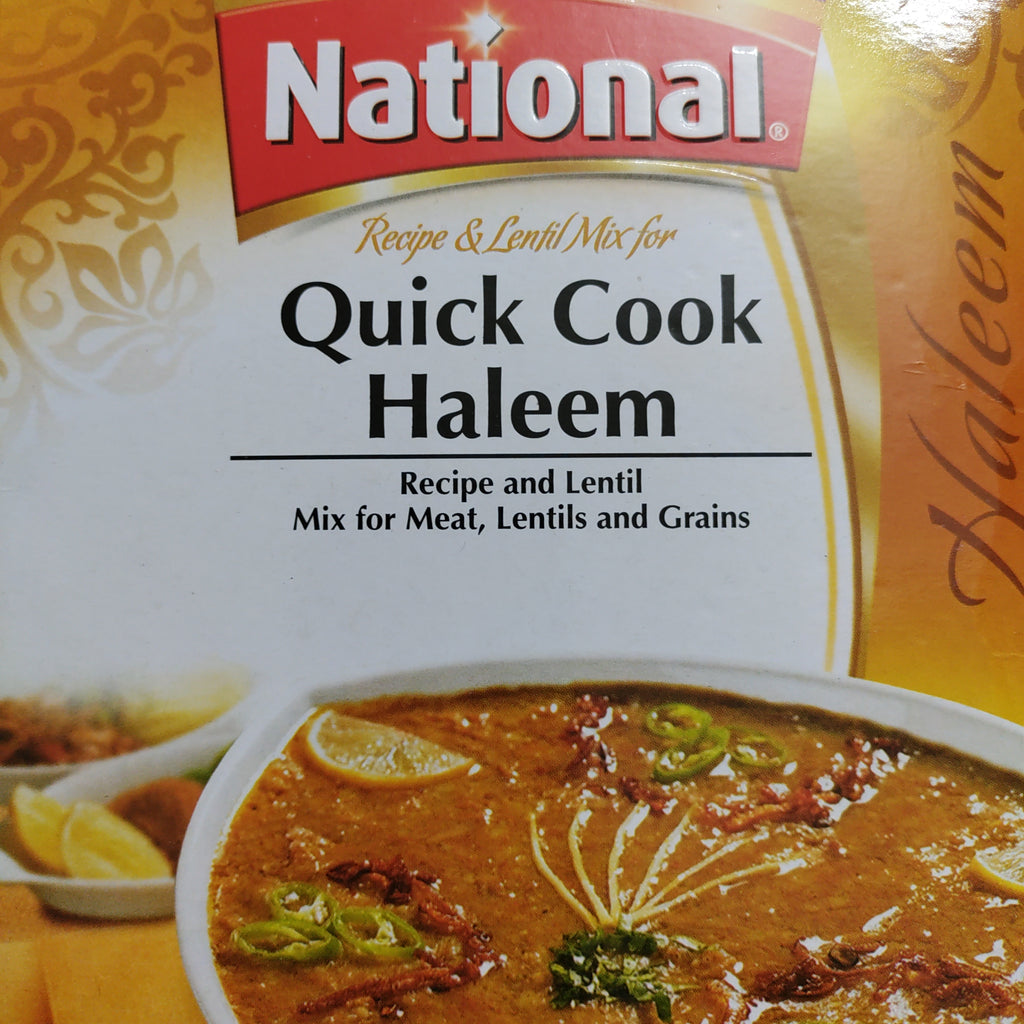 National®
Recipe & Lentil Mix for
Quick Cook
Haleem
Recipe and Lentil
Mix for Meat, Lentils and Grains
Haleem